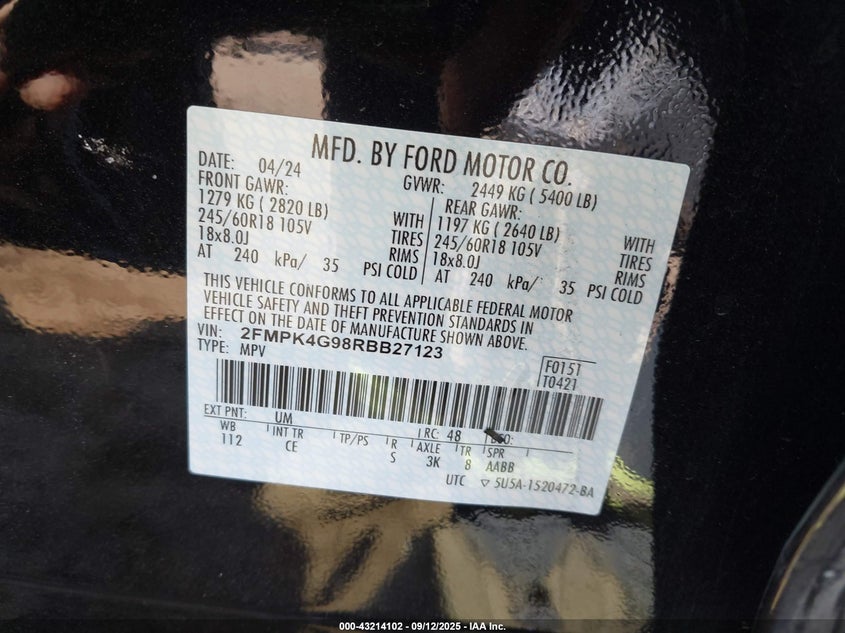 MFD. BY FORD MOTOR CO.
DATE: 04/24 GVWR: 2449 KG ( 5400 LB)
FRONT GAWR: REAR GAWR:
1279 KG ( 2820 LB) WITH 1197 KG ( 2640 LB) WITH
245/60R18 105V TIRES 245/60R18 105V TIRES
18x8.0J RIMS 18x8.0J RIMS
AT 240 kPa/ 35 PSI COLD AT 240 kPa/ 35 PSI COLD
THIS VEHICLE CONFORMS TO ALL APPLICABLE FEDERAL MOTOR
VEHICLE SAFETY AND THEFT PREVENTION STANDARDS IN
EFFECT ON THE DATE OF MANUFACTURE SHOWN ABOVE.
VIN: 2FMPK4G98RBB27123
TYPE: MPV
F0151
T0421
EXT PNT: UM RC: 48
WB INT TR TP/PS R AXLE TR SPR
112 CE S 3K 8 AABB
UTC ▽ 5U5A-1520472-BA
000-43214102 - 09/12/2025 - IAA Inc.